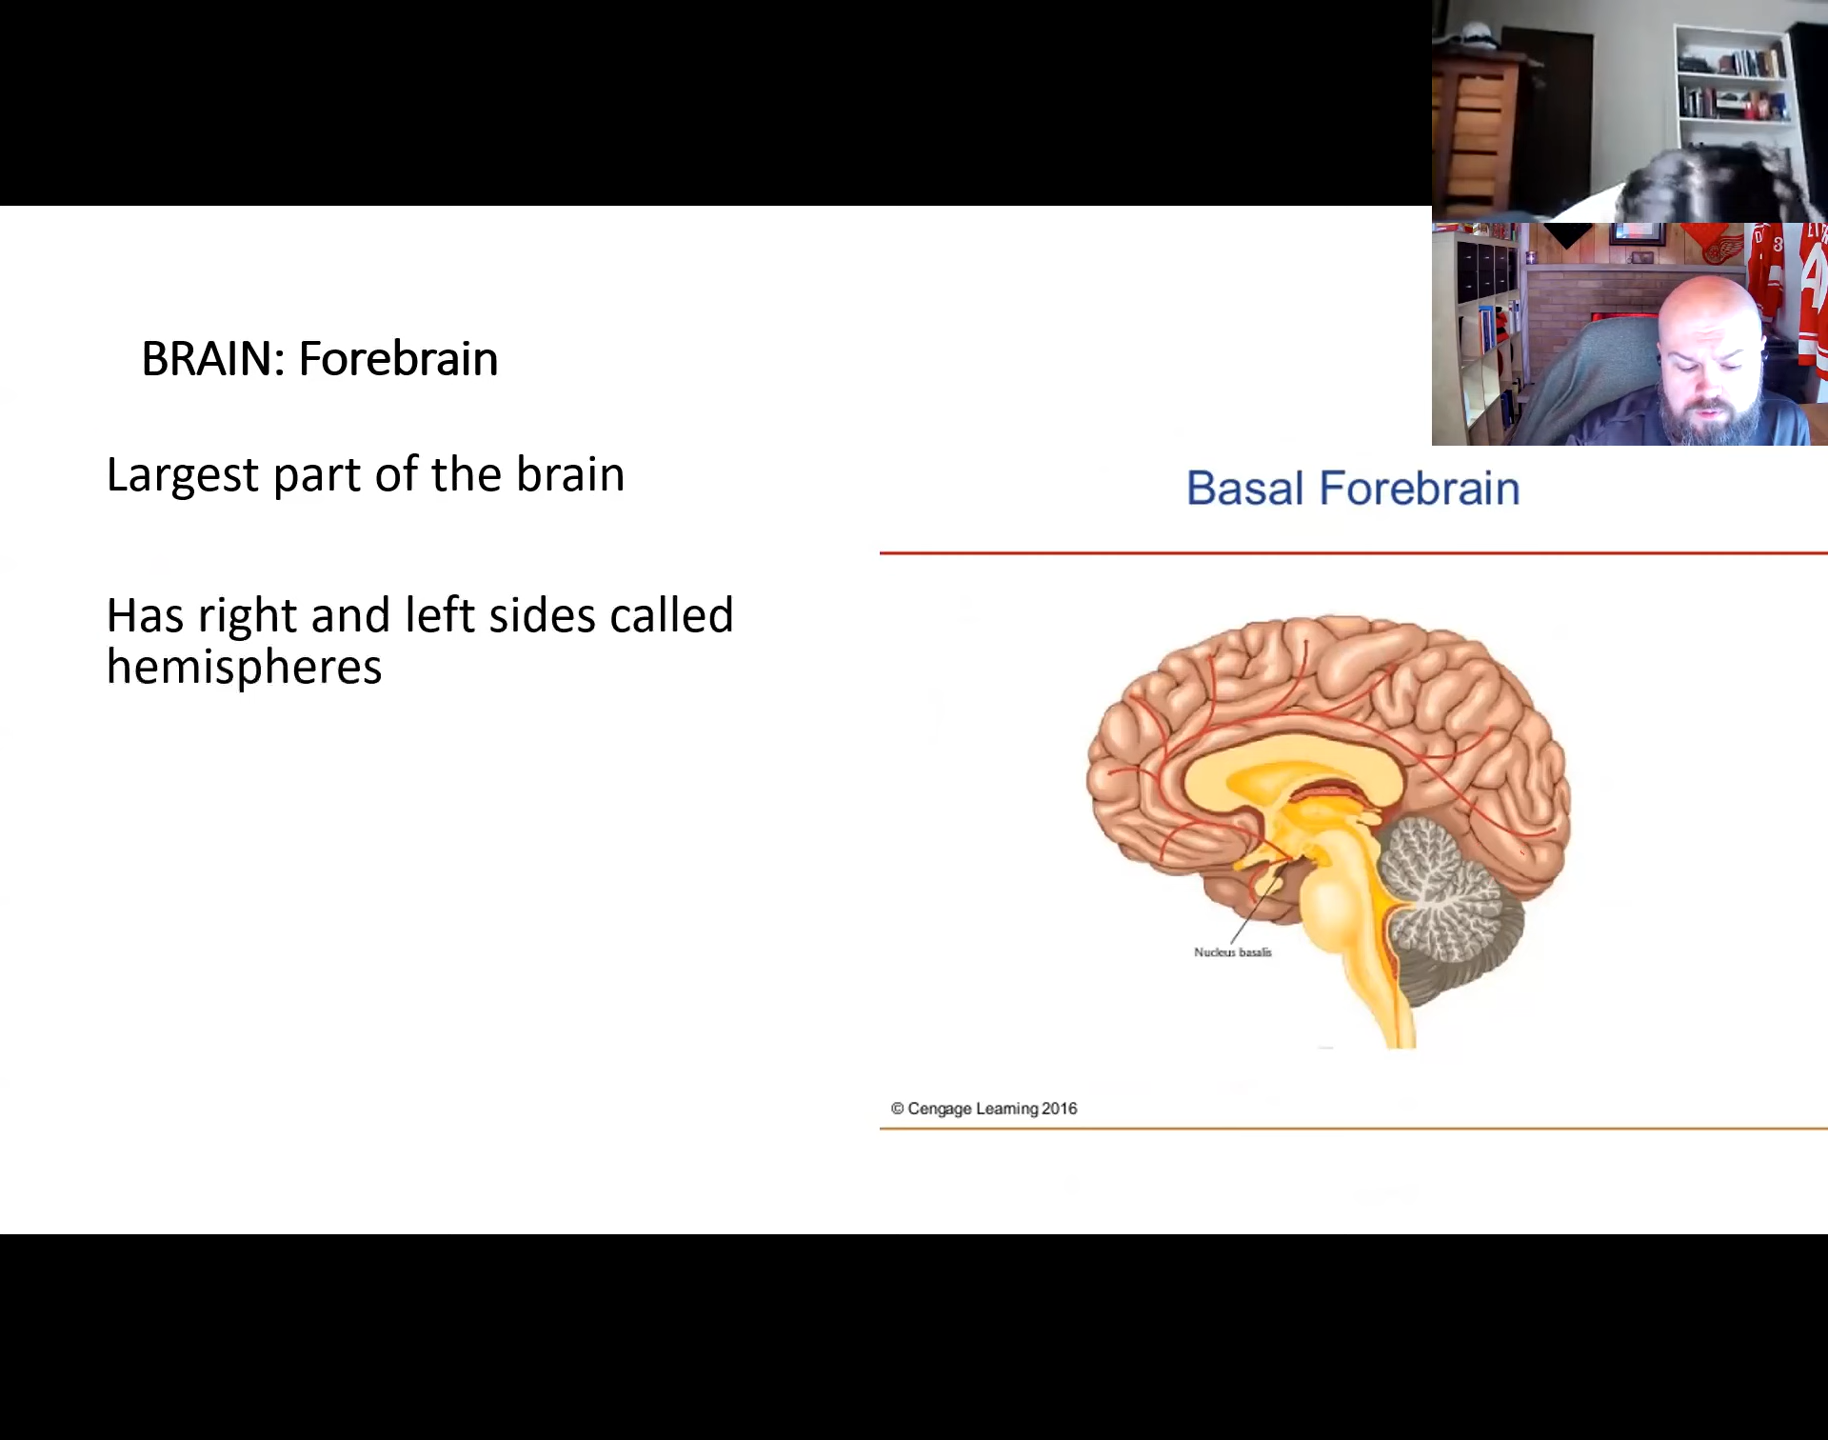 BRAIN: Forebrain
Largest part of the brain
Has right and left sides called
hemispheres
Basal Forebrain
Nucleus basalis
© Cengage Learning 2016